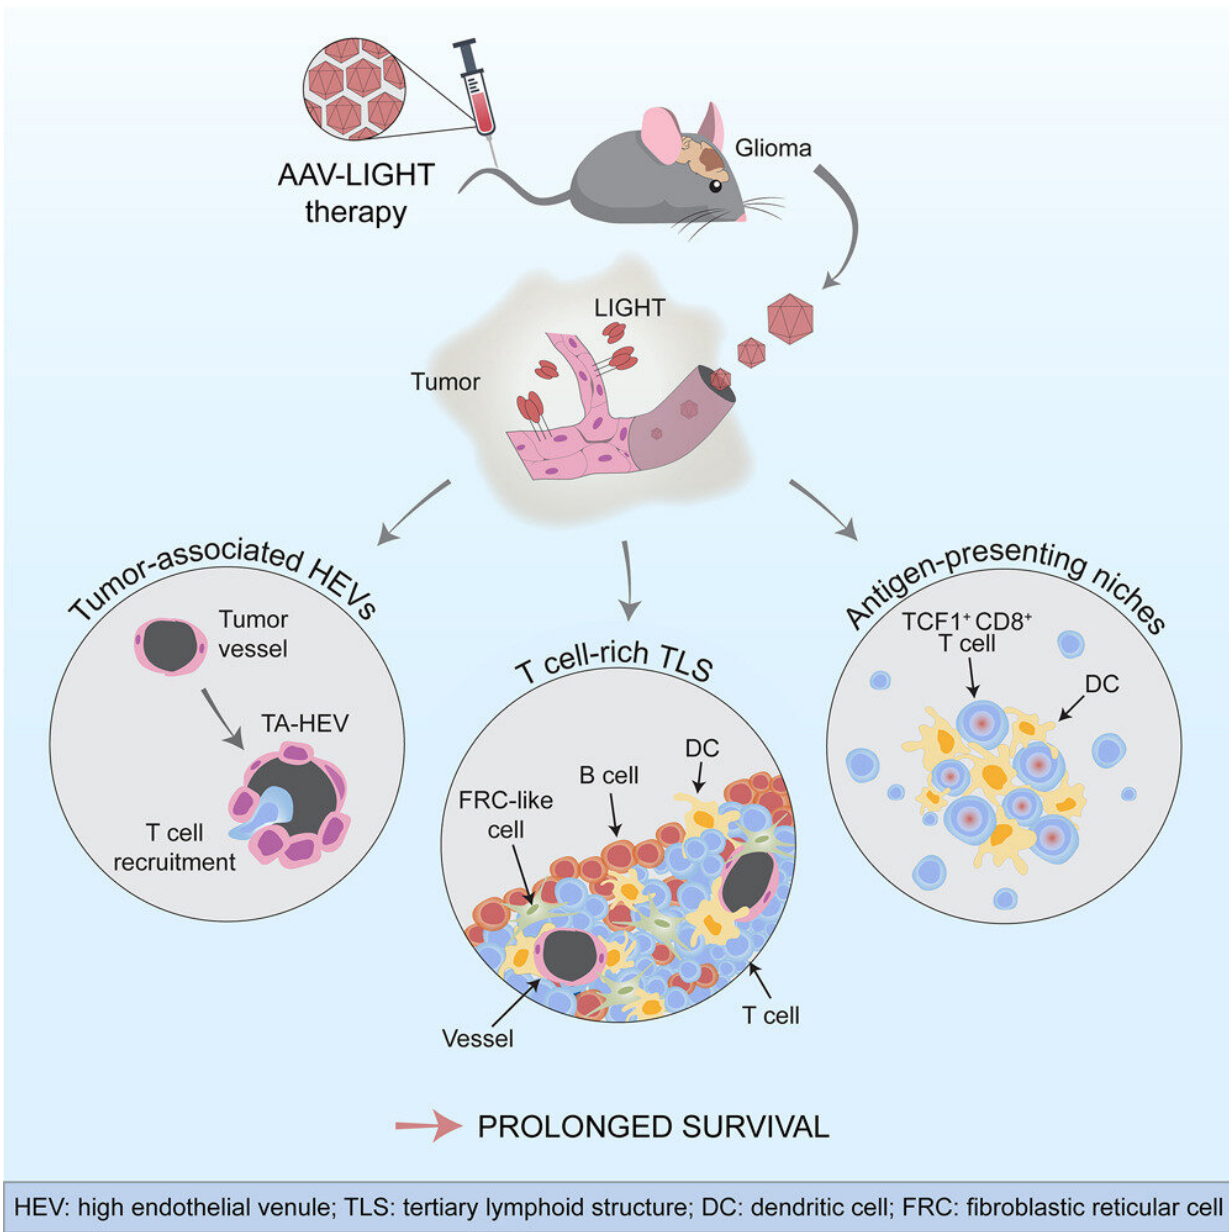 AAV-LIGHT
therapy
Glioma
LIGHT
Tumor
Tumor-associated HEVs
Tumor
vessel
TA-HEV
T cell
recruitment
T cell-rich TLS
DC
B cell
FRC-like
cell
Vessel
T cell
Antigen-presenting niches
TCF1⁺ CD8⁺
T cell
DC
PROLONGED SURVIVAL
HEV: high endothelial venule; TLS: tertiary lymphoid structure; DC: dendritic cell; FRC: fibroblastic reticular cell